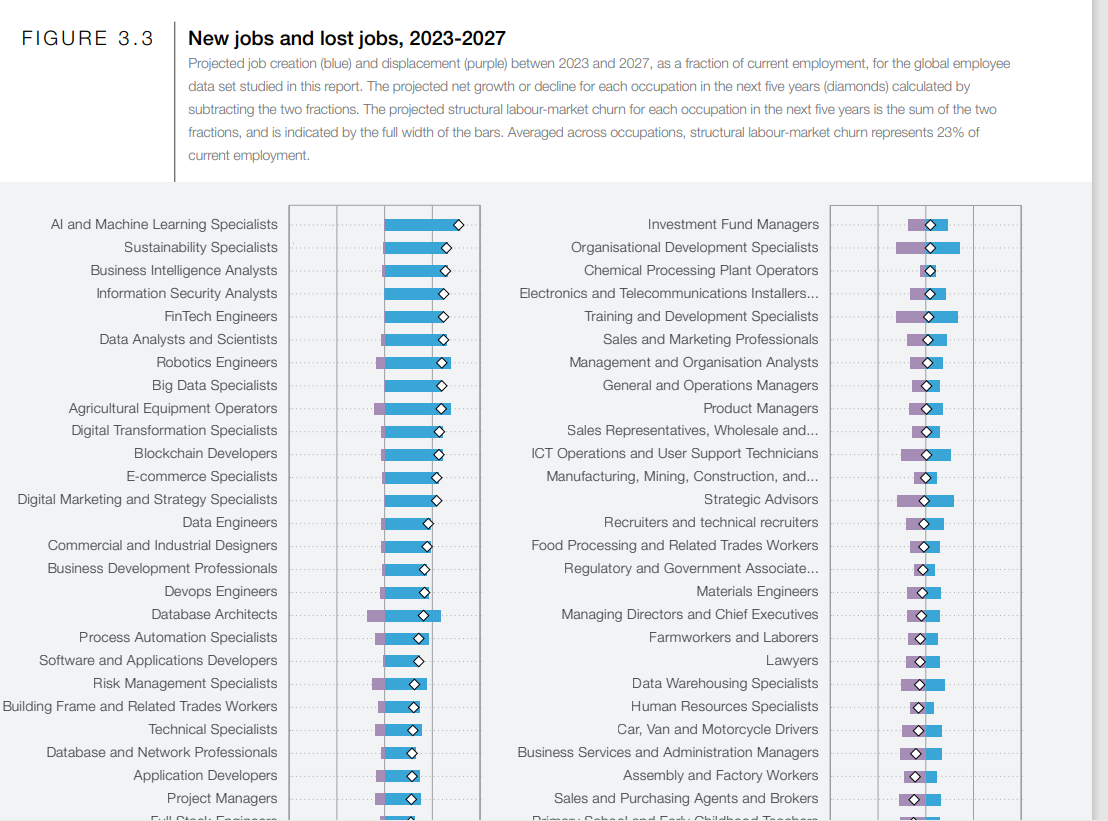 FIGURE 3.3
New jobs and lost jobs, 2023-2027
Projected job creation (blue) and displacement (purple) betwen 2023 and 2027, as a fraction of current employment, for the global employee
data set studied in this report. The projected net growth or decline for each occupation in the next five years (diamonds) calculated by
subtracting the two fractions. The projected structural labour-market churn for each occupation in the next five years is the sum of the two
fractions, and is indicated by the full width of the bars. Averaged across occupations, structural labour-market churn represents 23% of
current employment.
AI and Machine Learning Specialists
Sustainability Specialists
Business Intelligence Analysts
Information Security Analysts
FinTech Engineers
Data Analysts and Scientists
Robotics Engineers
Big Data Specialists
Agricultural Equipment Operators
Digital Transformation Specialists
Blockchain Developers
E-commerce Specialists
Digital Marketing and Strategy Specialists
Data Engineers
Commercial and Industrial Designers
Business Development Professionals
Devops Engineers
Database Architects
Process Automation Specialists
Software and Applications Developers
Risk Management Specialists
Building Frame and Related Trades Workers
Technical Specialists
Database and Network Professionals
Application Developers
Project Managers
Full Stack Engineers
Investment Fund Managers
Organisational Development Specialists
Chemical Processing Plant Operators
Electronics and Telecommunications Installers...
Training and Development Specialists
Sales and Marketing Professionals
Management and Organisation Analysts
General and Operations Managers
Product Managers
Sales Representatives, Wholesale and...
ICT Operations and User Support Technicians
Manufacturing, Mining, Construction, and...
Strategic Advisors
Recruiters and technical recruiters
Food Processing and Related Trades Workers
Regulatory and Government Associate...
Materials Engineers
Managing Directors and Chief Executives
Farmworkers and Laborers
Lawyers
Data Warehousing Specialists
Human Resources Specialists
Car, Van and Motorcycle Drivers
Business Services and Administration Managers
Assembly and Factory Workers
Sales and Purchasing Agents and Brokers
Primary School and Early Childhood Teachers